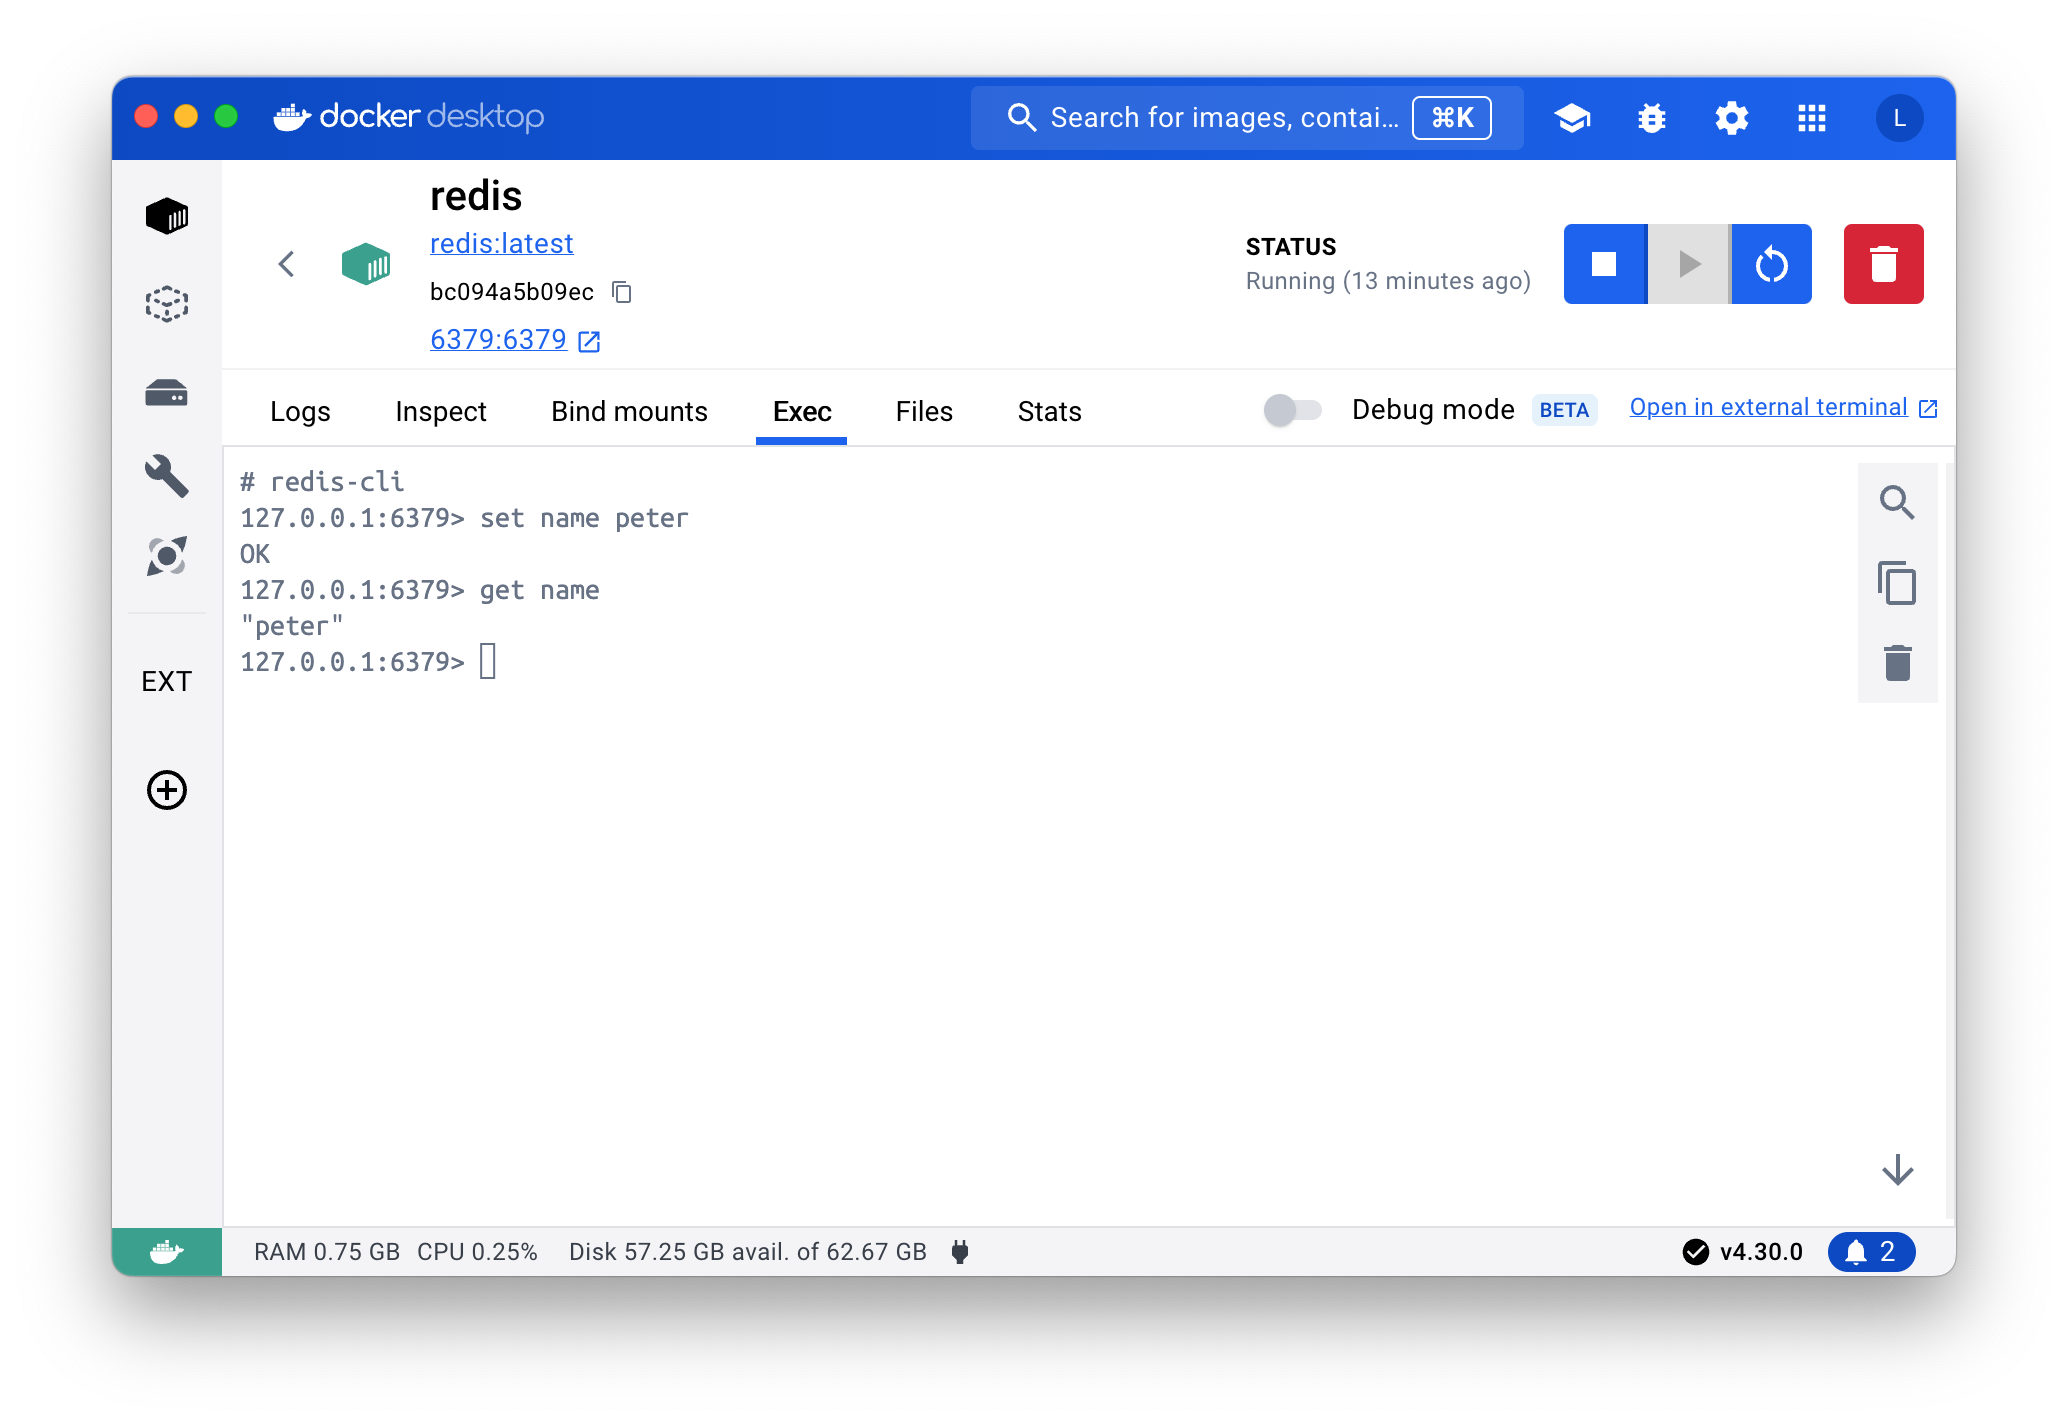 docker desktop
Search for images, contai... ⌘K
L
redis
redis:latest
bc094a5b09ec
6379:6379
STATUS
Running (13 minutes ago)
Logs Inspect Bind mounts Exec Files Stats
Debug mode BETA Open in external terminal
# redis-cli
127.0.0.1:6379> set name peter
OK
127.0.0.1:6379> get name
"peter"
127.0.0.1:6379>
EXT
RAM 0.75 GB CPU 0.25% Disk 57.25 GB avail. of 62.67 GB
v4.30.0 2